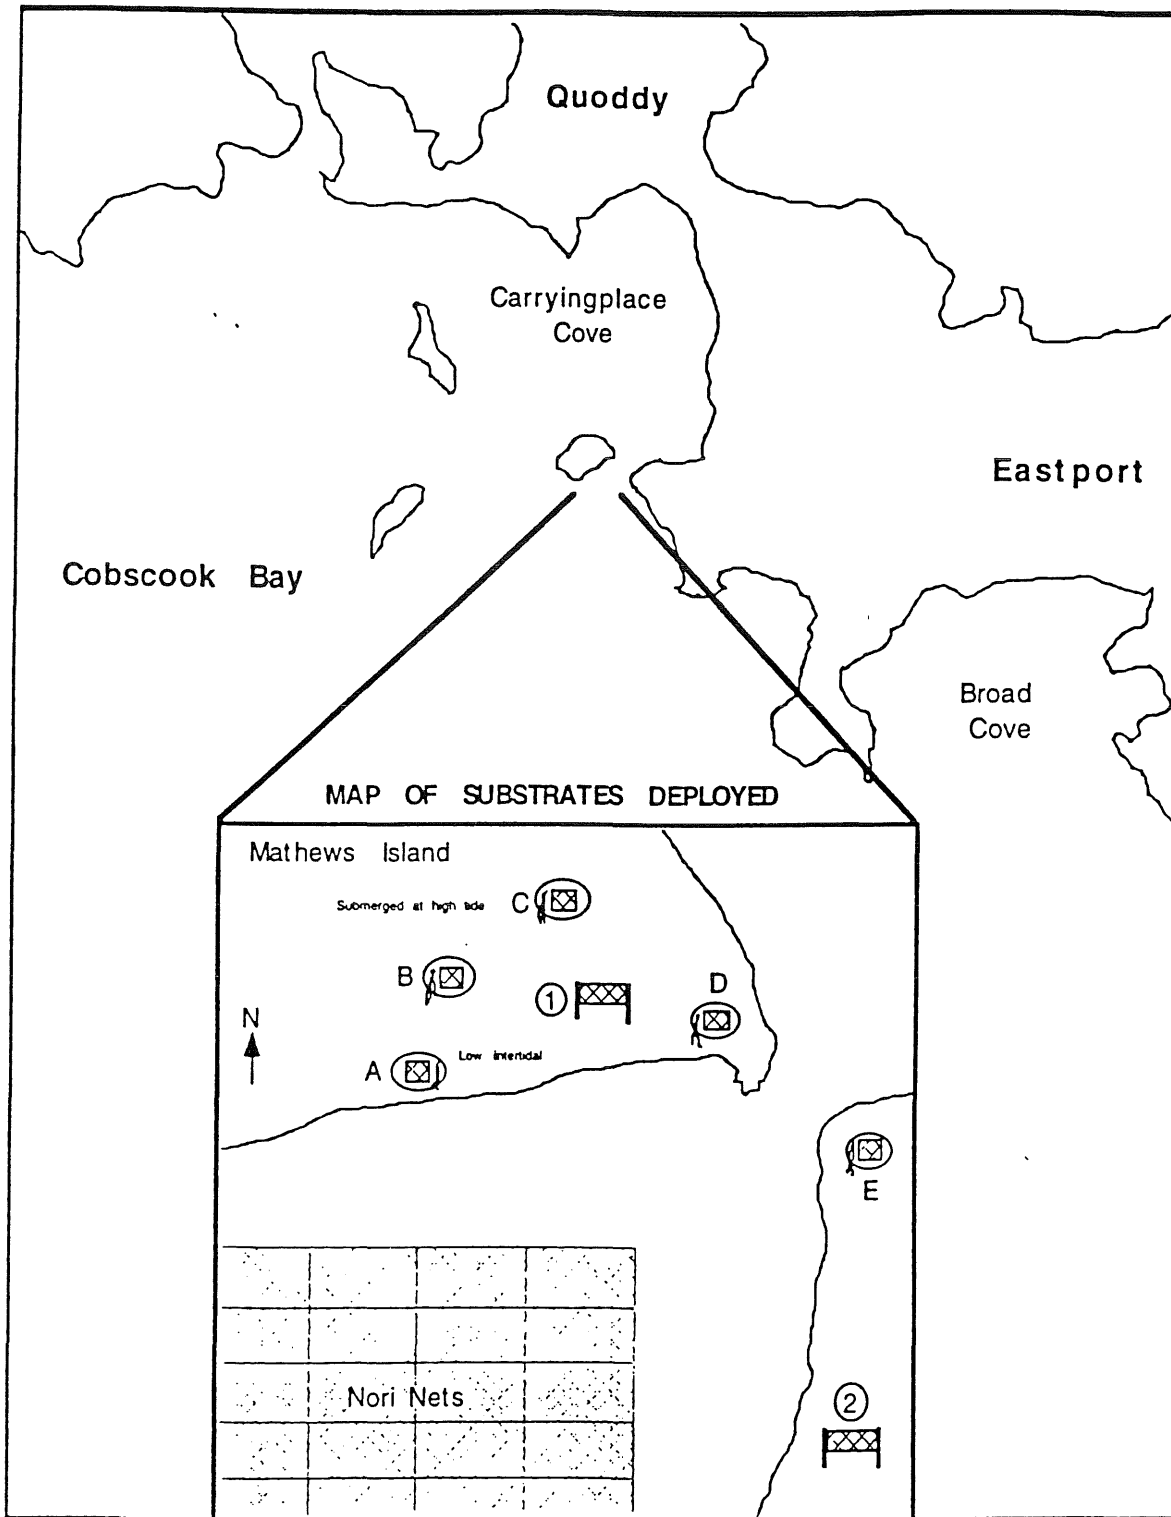 Quoddy
Carryingplace
Cove
Eastport
Cobscook Bay
Broad
Cove
MAP OF SUBSTRATES DEPLOYED
Mathews Island
Submerged at high tide
C
B
D
1
N
A
Low intertidal
E
Nori Nets
2